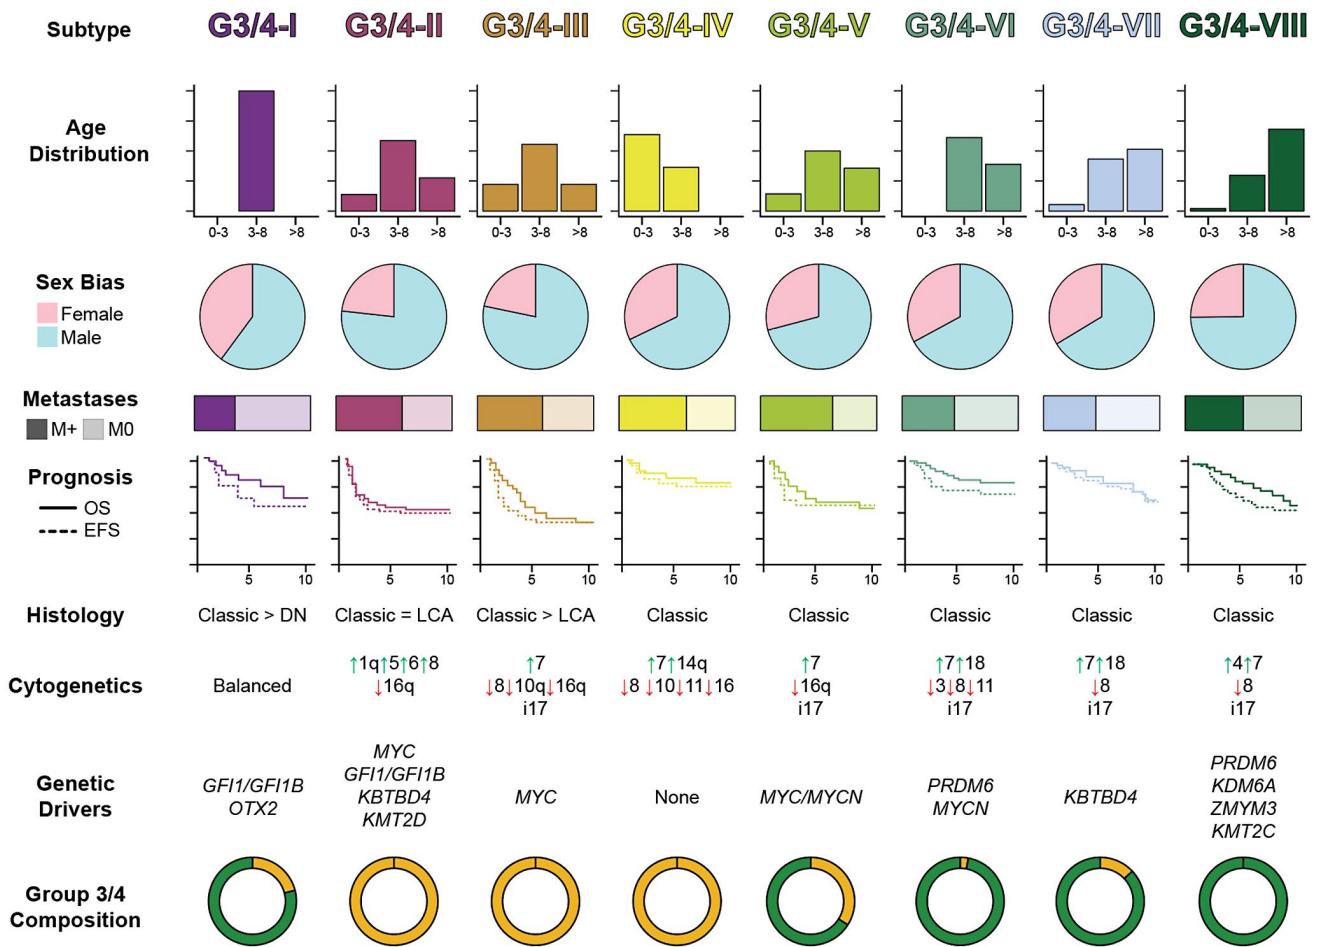 Subtype G3/4-I G3/4-II G3/4-III G3/4-IV G3/4-V G3/4-VI G3/4-VII G3/4-VIII
Age
Distribution
0-3 3-8 >8 0-3 3-8 >8 0-3 3-8 >8 0-3 3-8 >8 0-3 3-8 >8 0-3 3-8 >8 0-3 3-8 >8 0-3 3-8 >8
Sex Bias
Female
Male
Metastases
M+ M0
Prognosis
OS
EFS
5 10 5 10 5 10 5 10 5 10 5 10 5 10 5 10
Histology Classic > DN Classic = LCA Classic > LCA Classic Classic Classic Classic Classic
Cytogenetics
Balanced
↑1q↑5↑6↑8
↓16q
↑7
↓8↓10q↓16q
i17
↑7↑14q
↓8 ↓10↓11↓16
↑7
↓16q
i17
↑7↑18
↓3↓8↓11
i17
↑7↑18
↓8
i17
↑4↑7
↓8
i17
Genetic
Drivers
GFI1/GFI1B
OTX2
MYC
GFI1/GFI1B
KBTBD4
KMT2D
MYC
None
MYC/MYCN
PRDM6
MYCN
KBTBD4
PRDM6
KDM6A
ZMYM3
KMT2C
Group 3/4
Composition